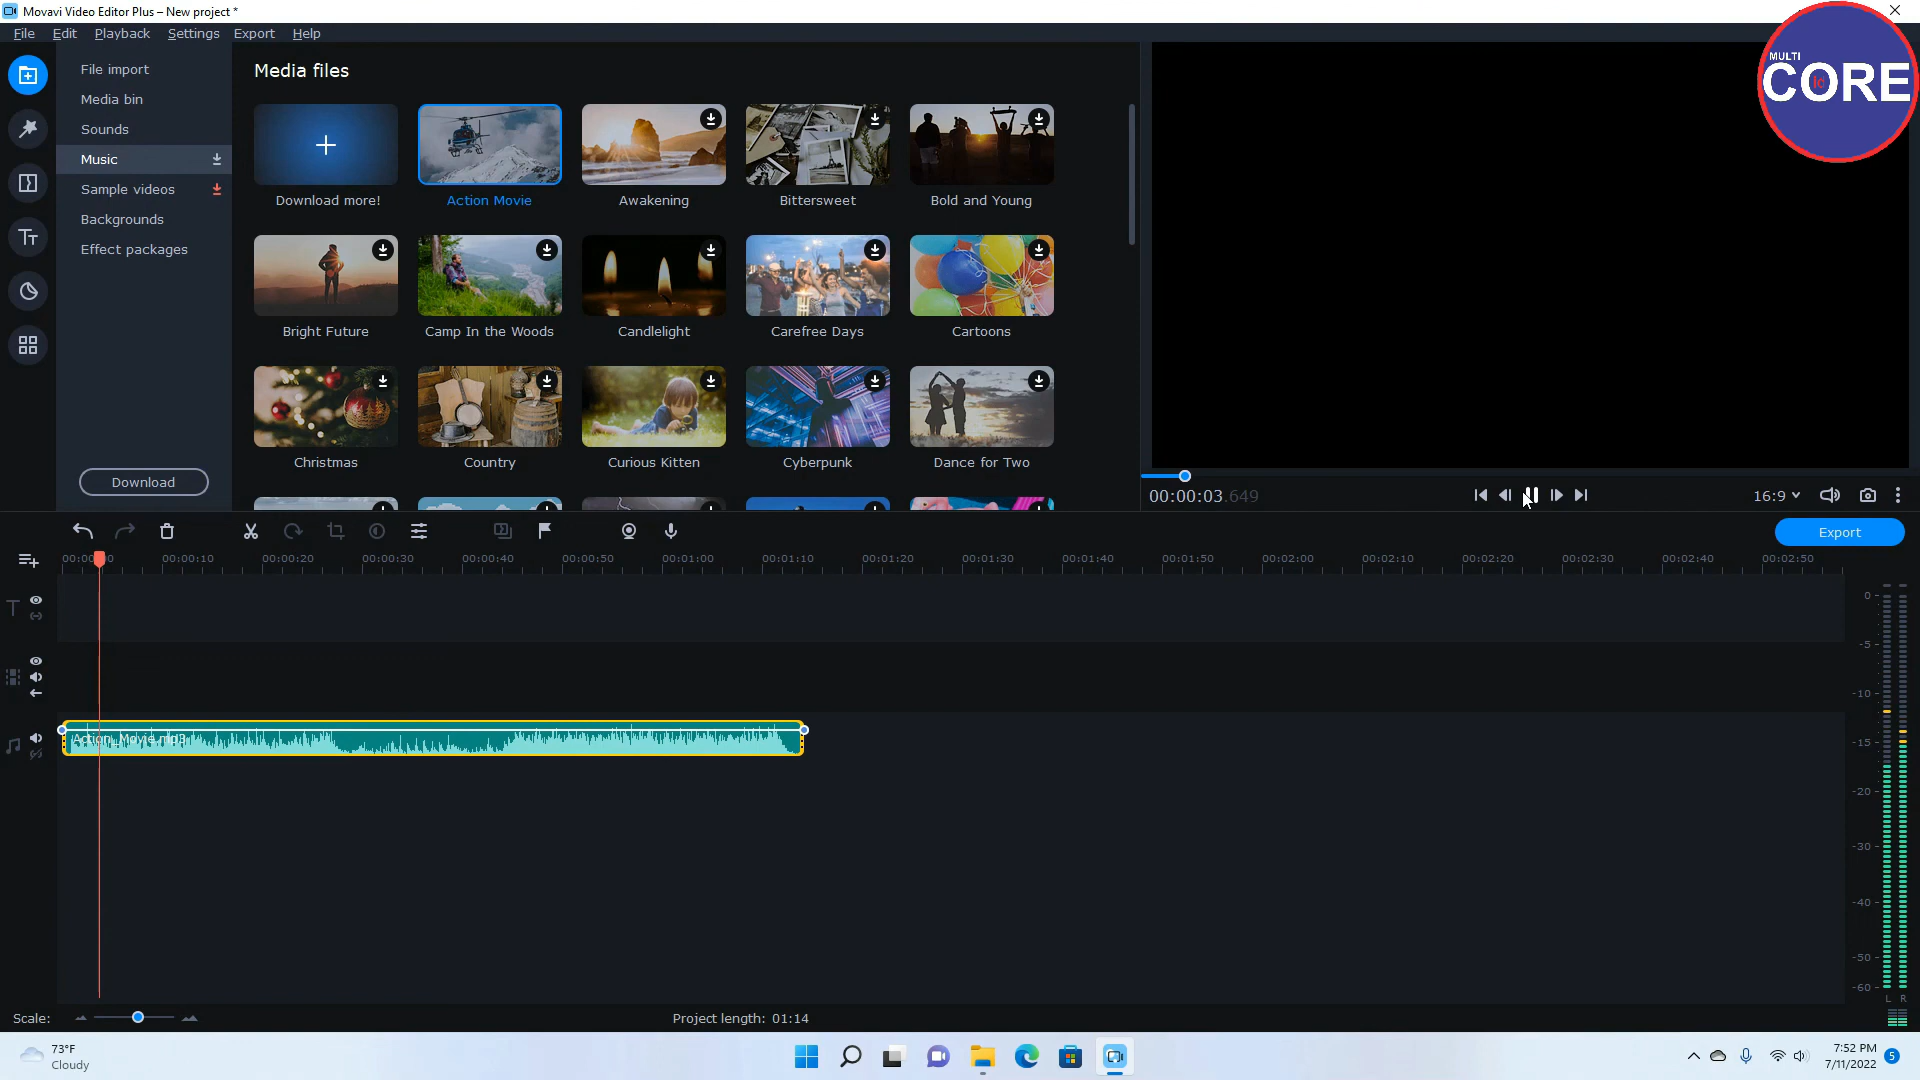 Movavi Video Editor Plus – New project *
File Edit Playback Settings Export Help
MULTI
CORE
ic
File import
Media bin
Sounds
Music
Sample videos
Backgrounds
Effect packages
Download
Media files
Download more!
Action Movie
Awakening
Bittersweet
Bold and Young
Bright Future
Camp In the Woods
Candlelight
Carefree Days
Cartoons
Christmas
Country
Curious Kitten
Cyberpunk
Dance for Two
00:00:03.649
16:9
Export
00:00:10 00:00:20 00:00:30 00:00:40 00:00:50 00:01:00 00:01:10 00:01:20 00:01:30 00:01:40 00:01:50 00:02:00 00:02:10 00:02:20 00:02:30 00:02:40 00:02:50
Action_Movie.mp3
0
-5
-10
-15
-20
-30
-40
-50
-60
L R
Scale:
Project length: 01:14
73°F
Cloudy
7:52 PM
7/11/2022
5